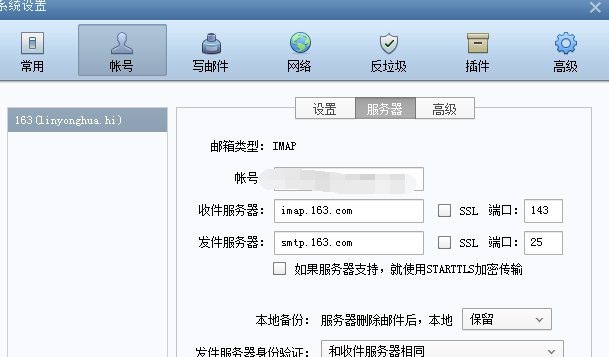 系统设置
常用 帐号 写邮件 网络 反垃圾 插件 高级
163(linyonghua.hi)
设置 服务器 高级
邮箱类型： IMAP
帐号
收件服务器： imap.163.com SSL 端口： 143
发件服务器： smtp.163.com SSL 端口： 25
如果服务器支持，就使用STARTTLS加密传输
本地备份： 服务器删除邮件后，本地 保留
发件服务器身份验证： 和收件服务器相同